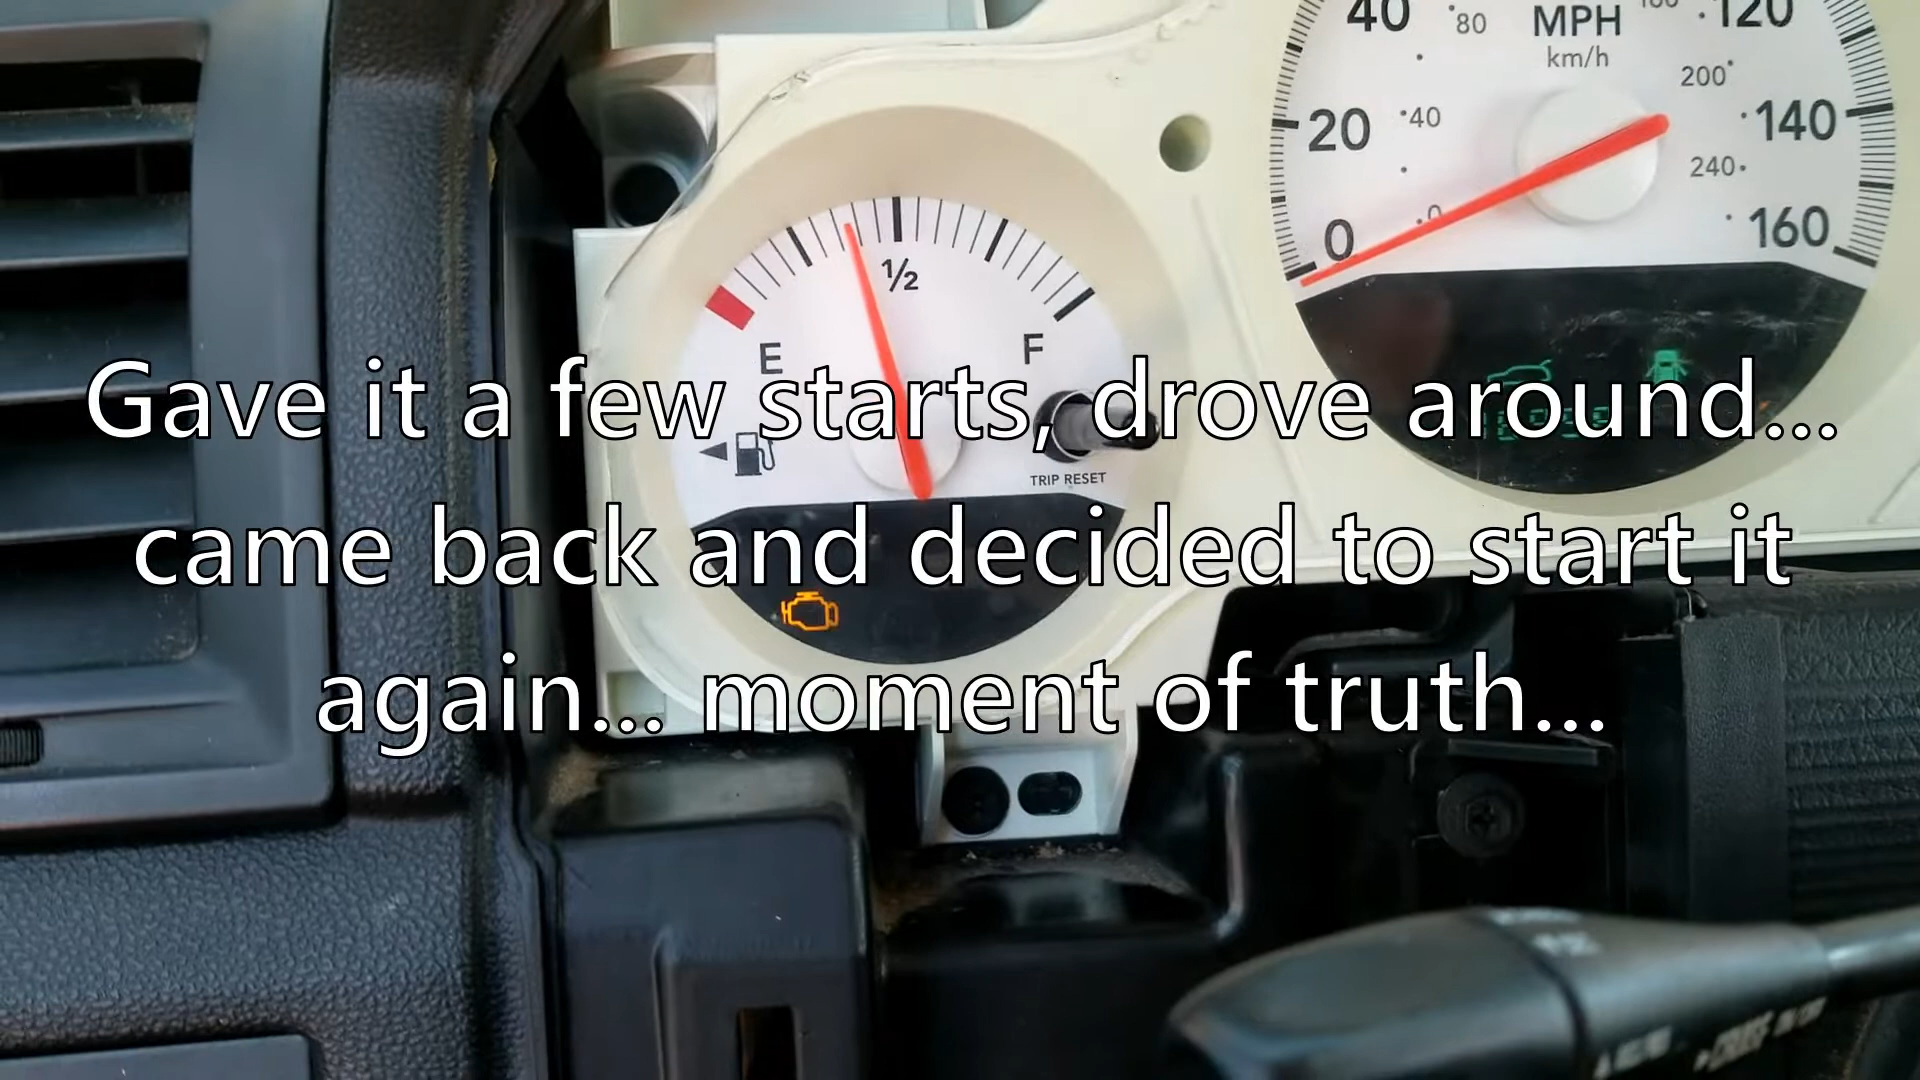 40
80
MPH
120
km/h
200
20
40
140
240
0
0
160
½
E
F
Gave it a few starts, drove around...
TRIP RESET
came back and decided to start it
again... moment of truth...